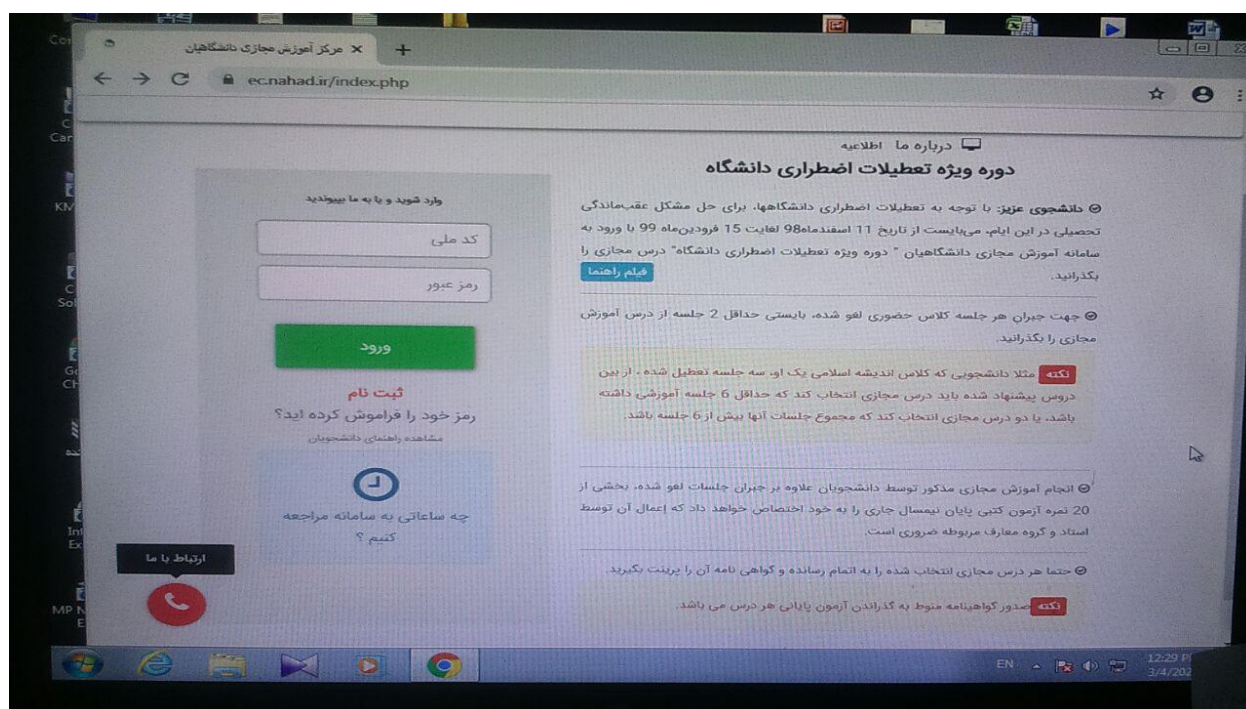 مرکز آموزش مجازی دانشگاهیان
ec.nahad.ir/index.php
درباره ما اطلاعیه
دوره ویژه تعطیلات اضطراری دانشگاه
دانشجوی عزیز: با توجه به تعطیلات اضطراری دانشگاهها، برای حل مشکل عقب‌ماندگی
تحصیلی در این ایام، می‌بایست از تاریخ 11 اسفندماه98 لغایت 15 فرودین‌ماه 99 با ورود به
سامانه آموزش مجازی دانشگاهیان " دوره ویژه تعطیلات اضطراری دانشگاه" درس مجازی را
بگذرانید. فیلم راهنما
جهت جبران هر جلسه کلاس حضوری لغو شده، بایستی حداقل 2 جلسه از درس آموزش
مجازی را بگذرانید.
نکته مثلا دانشجویی که کلاس اندیشه اسلامی یک او، سه جلسه تعطیل شده ، از بین
دروس پیشنهاد شده باید درس مجازی انتخاب کند که حداقل 6 جلسه آموزشی داشته
باشد، یا دو درس مجازی انتخاب کند که مجموع جلسات آنها بیش از 6 جلسه باشد.
انجام آموزش مجازی مذکور توسط دانشجویان علاوه بر جبران جلسات لغو شده، بخشی از
20 نمره آزمون کتبی پایان نیمسال جاری را به خود اختصاص خواهد داد که اعمال آن توسط
استاد و گروه معارف مربوطه ضروری است.
حتما هر درس مجازی انتخاب شده را به اتمام رسانده و گواهی نامه آن را پرینت بگیرید.
نکته صدور گواهینامه منوط به گذراندن آزمون پایانی هر درس می باشد.
وارد شوید و یا به ما بپیوندید
کد ملی
رمز عبور
ورود
ثبت نام
رمز خود را فراموش کرده اید؟
مشاهده راهنمای دانشجویان
چه ساعاتی به سامانه مراجعه
کنیم ؟
ارتباط با ما
EN
12:29 P
3/4/202